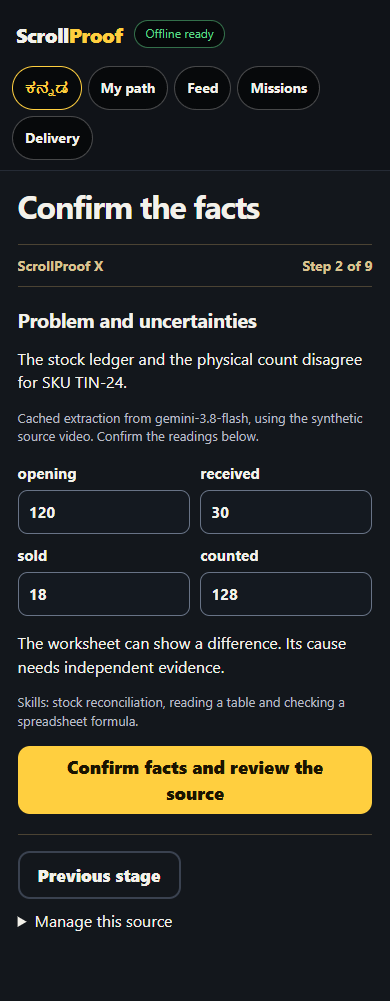 ScrollProof
Offline ready
ಕನ್ನಡ
My path
Feed
Missions
Delivery
Confirm the facts
ScrollProof X
Step 2 of 9
Problem and uncertainties
The stock ledger and the physical count disagree
for SKU TIN-24.
Cached extraction from gemini-3.8-flash, using the synthetic
source video. Confirm the readings below.
opening
received
120
30
sold
counted
18
128
The worksheet can show a difference. Its cause
needs independent evidence.
Skills: stock reconciliation, reading a table and checking a
spreadsheet formula.
Confirm facts and review the
source
Previous stage
Manage this source